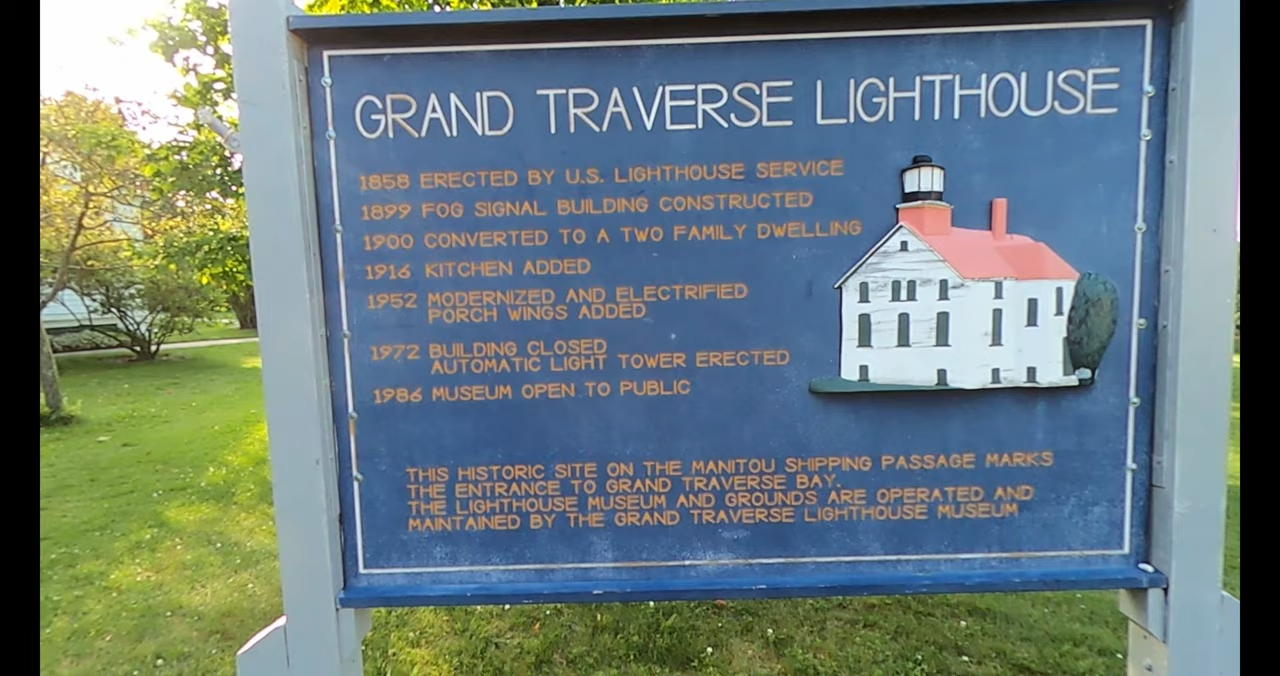 GRAND TRAVERSE LIGHTHOUSE
1858 ERECTED BY U.S. LIGHTHOUSE SERVICE
1899 FOG SIGNAL BUILDING CONSTRUCTED
1900 CONVERTED TO A TWO FAMILY DWELLING
1916 KITCHEN ADDED
1952 MODERNIZED AND ELECTRIFIED
PORCH WINGS ADDED
1972 BUILDING CLOSED
AUTOMATIC LIGHT TOWER ERECTED
1986 MUSEUM OPEN TO PUBLIC
THIS HISTORIC SITE ON THE MANITOU SHIPPING PASSAGE MARKS
THE ENTRANCE TO GRAND TRAVERSE BAY.
THE LIGHTHOUSE MUSEUM AND GROUNDS ARE OPERATED AND
MAINTAINED BY THE GRAND TRAVERSE LIGHTHOUSE MUSEUM